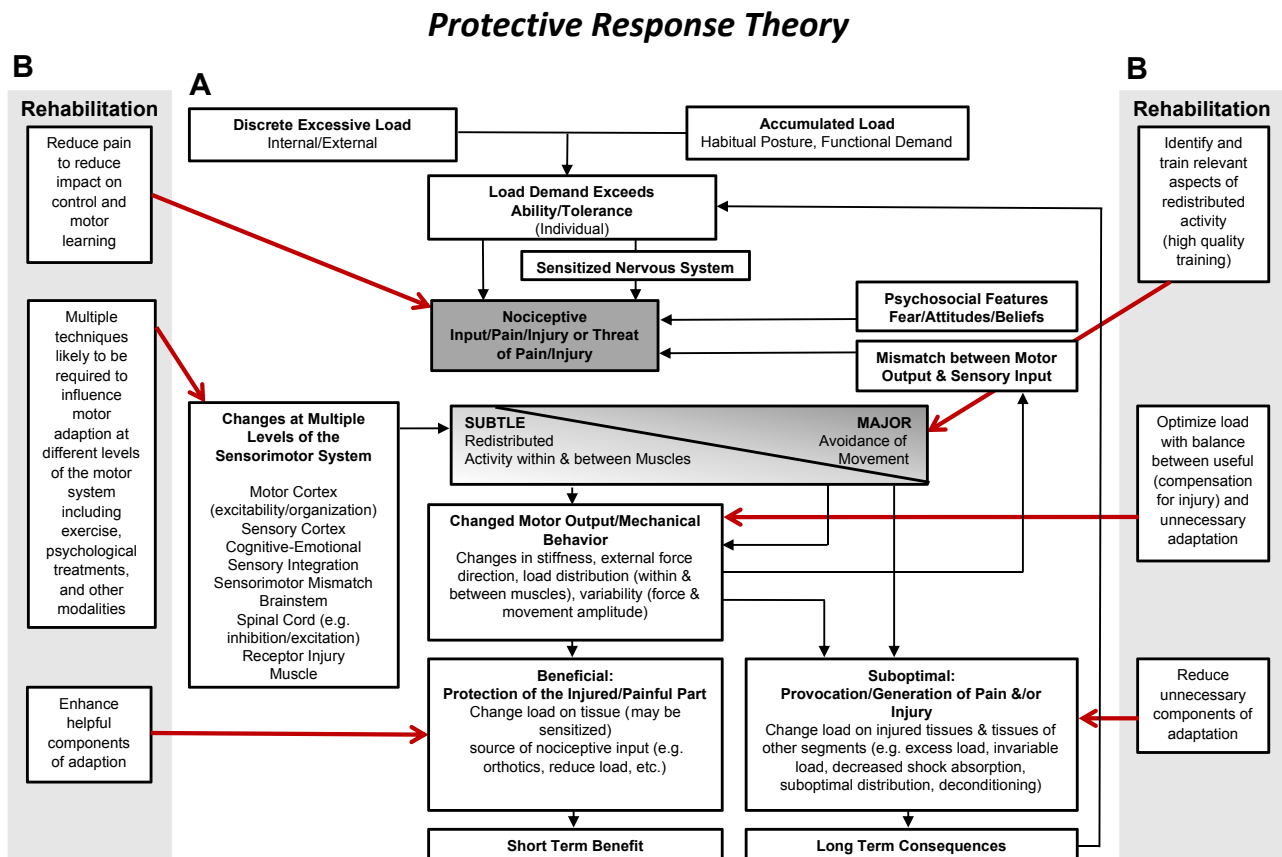 Protective Response Theory
B
Rehabilitation
Reduce pain
to reduce
impact on
control and
motor
learning
Multiple
techniques
likely to be
required to
influence
motor
adaption at
different levels
of the motor
system
including
exercise,
psychological
treatments,
and other
modalities
Enhance
helpful
components
of adaption
A
Discrete Excessive Load
Internal/External
Accumulated Load
Habitual Posture, Functional Demand
Load Demand Exceeds
Ability/Tolerance
(Individual)
Sensitized Nervous System
Nociceptive
Input/Pain/Injury or Threat
of Pain/Injury
Psychosocial Features
Fear/Attitudes/Beliefs
Mismatch between Motor
Output & Sensory Input
Changes at Multiple
Levels of the
Sensorimotor System
Motor Cortex
(excitability/organization)
Sensory Cortex
Cognitive-Emotional
Sensory Integration
Sensorimotor Mismatch
Brainstem
Spinal Cord (e.g.
inhibition/excitation)
Receptor Injury
Muscle
SUBTLE
Redistributed
Activity within & between Muscles
MAJOR
Avoidance of
Movement
Changed Motor Output/Mechanical
Behavior
Changes in stiffness, external force
direction, load distribution (within &
between muscles), variability (force &
movement amplitude)
Beneficial:
Protection of the Injured/Painful Part
Change load on tissue (may be
sensitized)
source of nociceptive input (e.g.
orthotics, reduce load, etc.)
Suboptimal:
Provocation/Generation of Pain &/or
Injury
Change load on injured tissues & tissues of
other segments (e.g. excess load, invariable
load, decreased shock absorption,
suboptimal distribution, deconditioning)
Short Term Benefit
Long Term Consequences
B
Rehabilitation
Identify and
train relevant
aspects of
redistributed
activity
(high quality
training)
Optimize load
with balance
between useful
(compensation
for injury) and
unnecessary
adaptation
Reduce
unnecessary
components of
adaptation